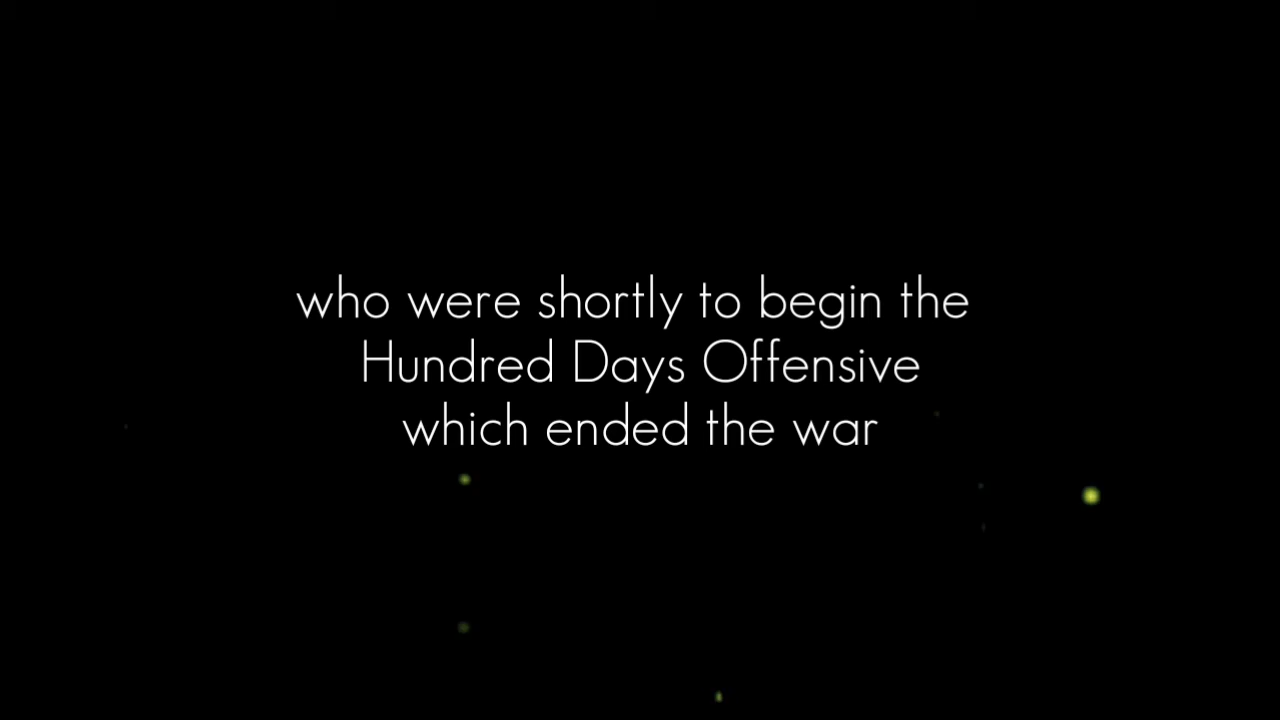 who were shortly to begin the
Hundred Days Offensive
which ended the war